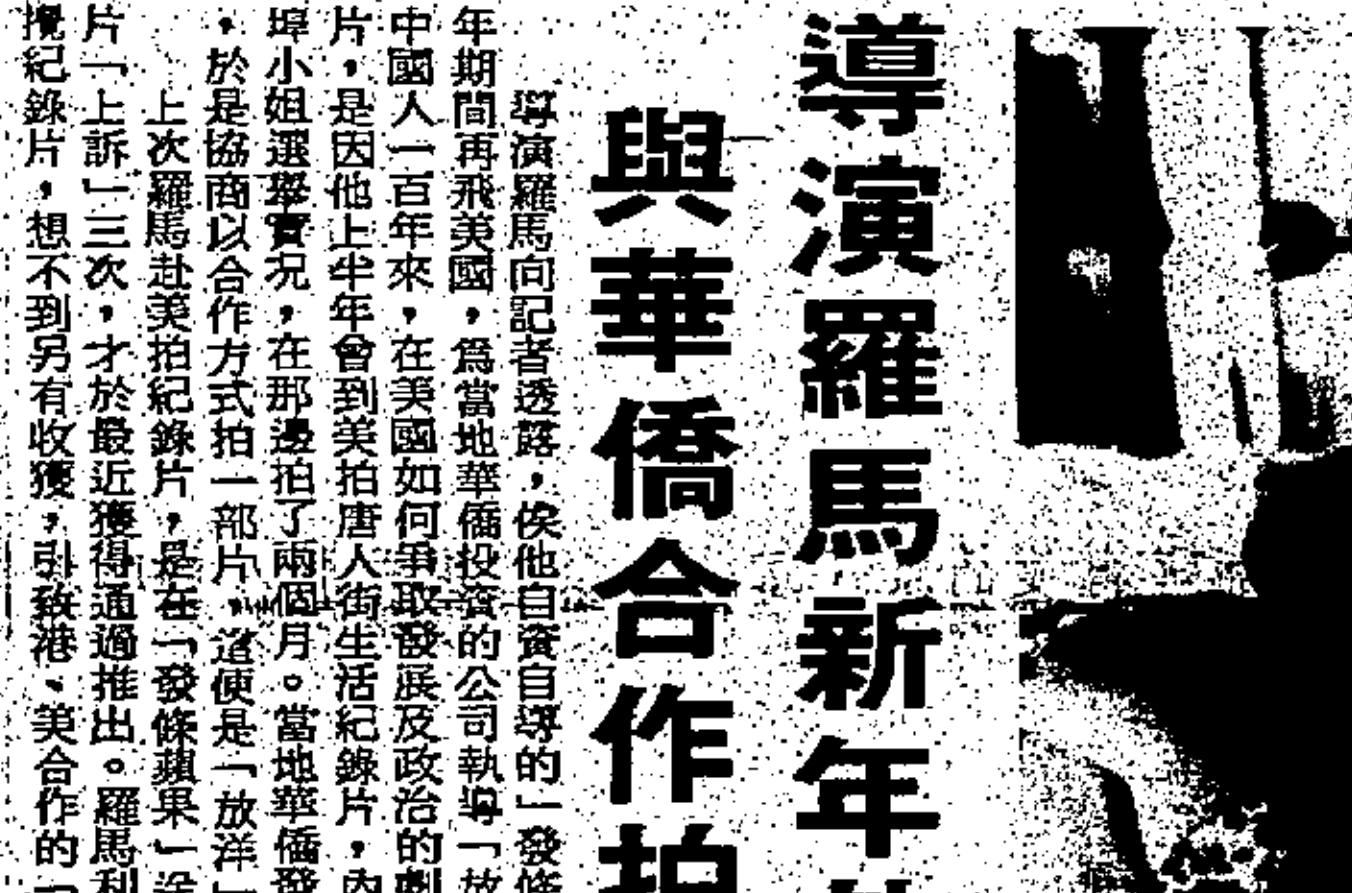 導演羅馬新年
與華僑合作拍
導演羅馬向記者透露，俟他自資自導的「發條
年期間再飛美國，為當地華僑投資的公司執導「放
中國人一百年來，在美國如何爭取發展及政治的劇
片，是因他上半年曾到美拍唐人街生活紀錄片，內
埠小姐選舉實況，在那邊拍了兩個月。當地華僑發
，於是協商以合作方式拍一部片，這便是「放洋」
上次羅馬赴美拍紀錄片，是在「發條蘋果」送
片「上訴」三次，才於最近獲得通過推出。羅馬利
攪紀錄片，想不到另有收獲，引致港、美合作的「